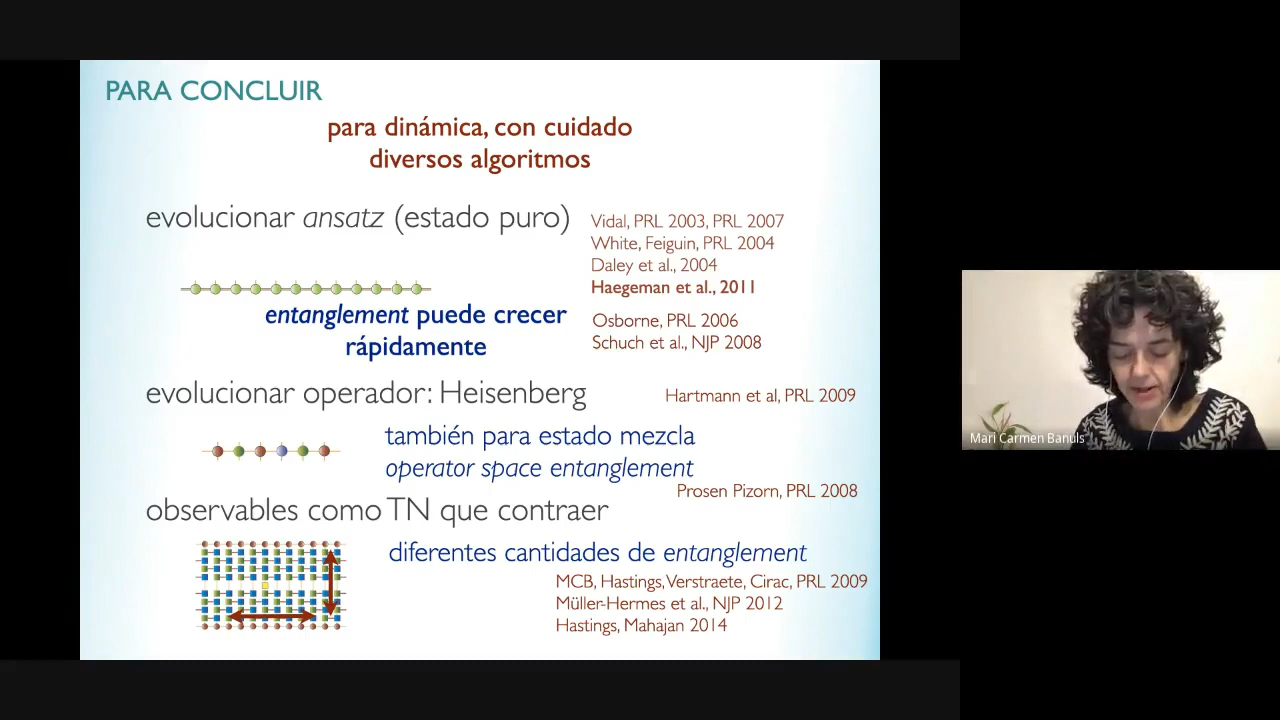 PARA CONCLUIR
para dinámica, con cuidado
diversos algoritmos
evolucionar ansatz (estado puro)
Vidal, PRL 2003, PRL 2007
White, Feiguin, PRL 2004
Daley et al., 2004
Haegeman et al., 2011
entanglement puede crecer
rápidamente
Osborne, PRL 2006
Schuch et al., NJP 2008
evolucionar operador: Heisenberg
Hartmann et al, PRL 2009
también para estado mezcla
operator space entanglement
Prosen Pizorn, PRL 2008
observables como TN que contraer
diferentes cantidades de entanglement
MCB, Hastings, Verstraete, Cirac, PRL 2009
Müller-Hermes et al., NJP 2012
Hastings, Mahajan 2014
Mari Carmen Banuls